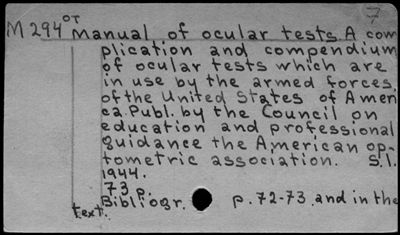 7
OT
M 294 Manual of ocular tests. A com
plication and compendium
of ocular tests which are
in use by the armed forces
of the United States of Amer
ca. Publ. by the Council on
education and professional
guidance the American op-
tometric association. S.l.
1944.
73 p.
Bibliogr. p. 72-73 and in the
text.